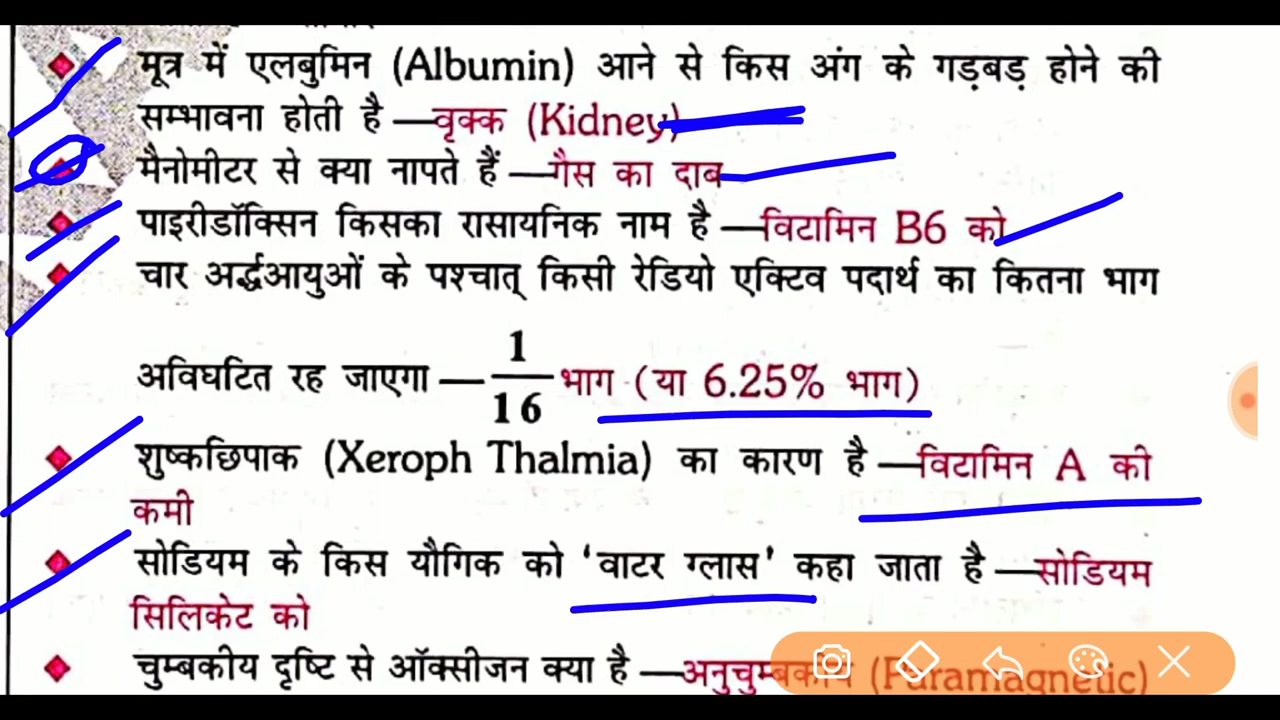 मूत्र में एलबुमिन (Albumin) आने से किस अंग के गड़बड़ होने की
सम्भावना होती है —वृक्क (Kidney)
मैनोमीटर से क्या नापते हैं —गैस का दाब
पाइरीडॉक्सिन किसका रासायनिक नाम है —विटामिन B6 को
चार अर्द्धआयुओं के पश्चात् किसी रेडियो एक्टिव पदार्थ का कितना भाग
अविघटित रह जाएगा — 1/16 भाग (या 6.25% भाग)
शुष्कछिपाक (Xeroph Thalmia) का कारण है —विटामिन A की
कमी
सोडियम के किस यौगिक को 'वाटर ग्लास' कहा जाता है —सोडियम
सिलिकेट को
चुम्बकीय दृष्टि से ऑक्सीजन क्या है —अनुचुम्बकीय (Paramagnetic)